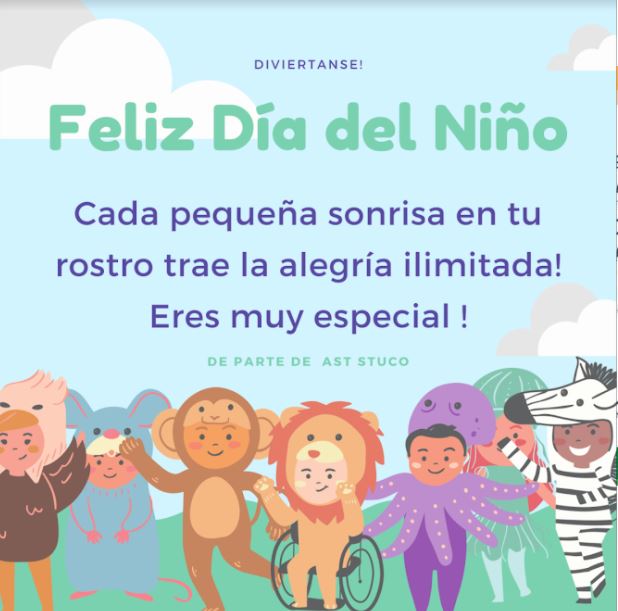 DIVIERTANSE!
Feliz Día del Niño
Cada pequeña sonrisa en tu
rostro trae la alegría ilimitada!
Eres muy especial !
DE PARTE DE AST STUCO